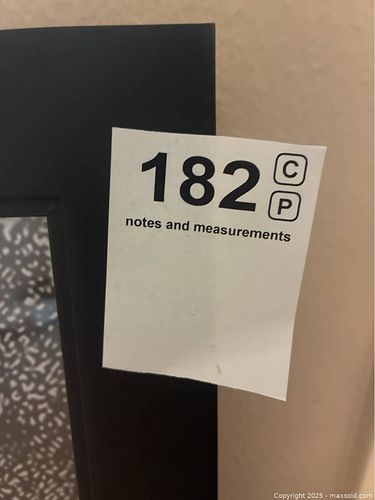 182 C
P
notes and measurements
Copyright 2025 - maxsold.com